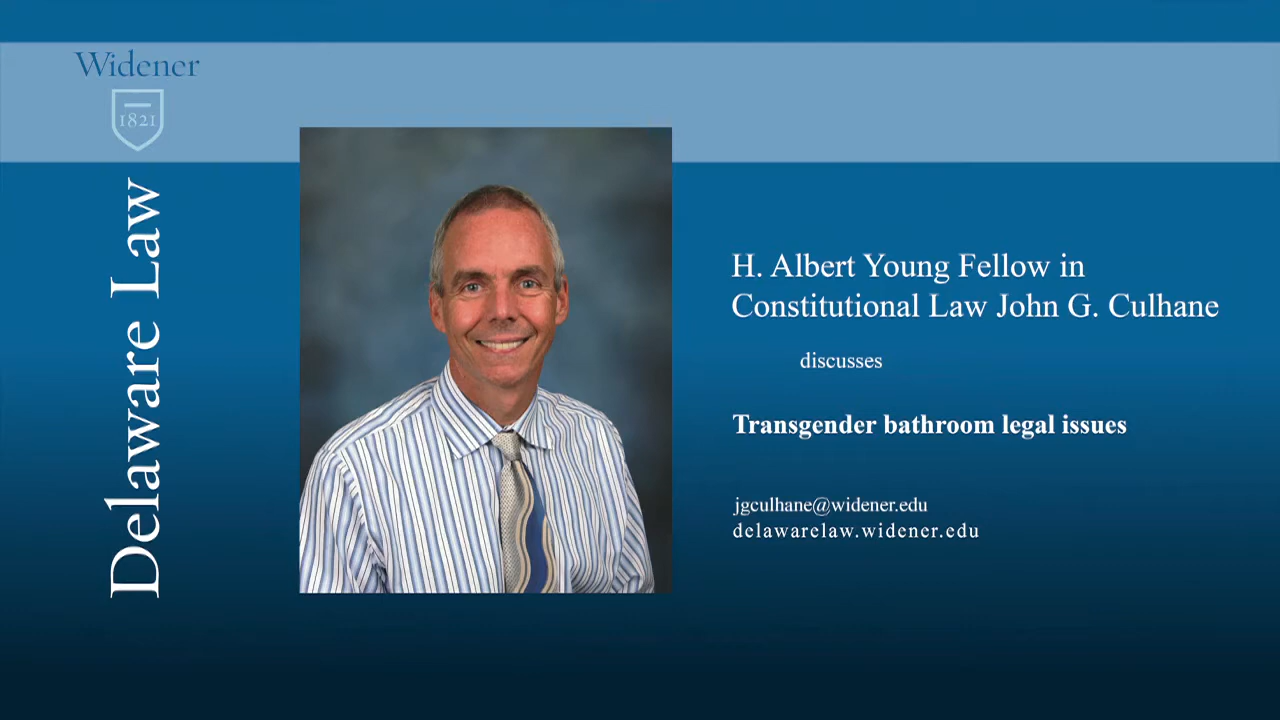 Widener
1821
Delaware Law
H. Albert Young Fellow in
Constitutional Law John G. Culhane
discusses
Transgender bathroom legal issues
jgculhane@widener.edu
delawarelaw.widener.edu